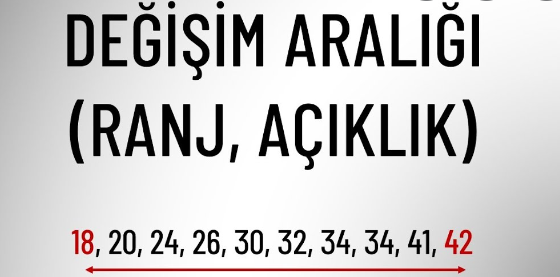 DEĞİŞİM ARALIĞI
(RANJ, AÇIKLIK)
18, 20, 24, 26, 30, 32, 34, 34, 41, 42